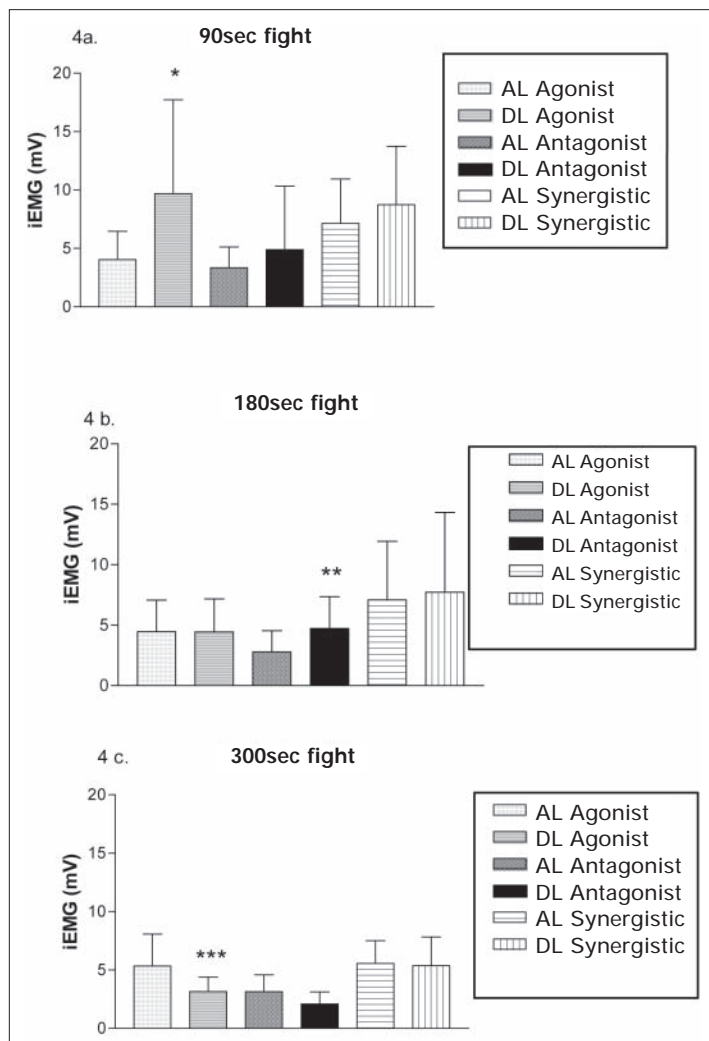 4a.
90sec fight
20
15
10
5
0
iEMG (mV)
*
AL Agonist
DL Agonist
AL Antagonist
DL Antagonist
AL Synergistic
DL Synergistic
4 b.
180sec fight
20
15
10
5
0
iEMG (mV)
**
AL Agonist
DL Agonist
AL Antagonist
DL Antagonist
AL Synergistic
DL Synergistic
4 c.
300sec fight
20
15
10
5
0
iEMG (mV)
***
AL Agonist
DL Agonist
AL Antagonist
DL Antagonist
AL Synergistic
DL Synergistic